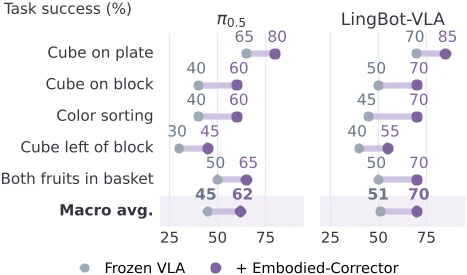 Task success (%)
π0.5 LingBot-VLA
65 80 70 85
Cube on plate
40 60 50 70
Cube on block
40 60 45 70
Color sorting
30 45 40 55
Cube left of block
50 65 50 70
Both fruits in basket
45 62 51 70
Macro avg.
25 50 75 25 50 75
Frozen VLA + Embodied-Corrector